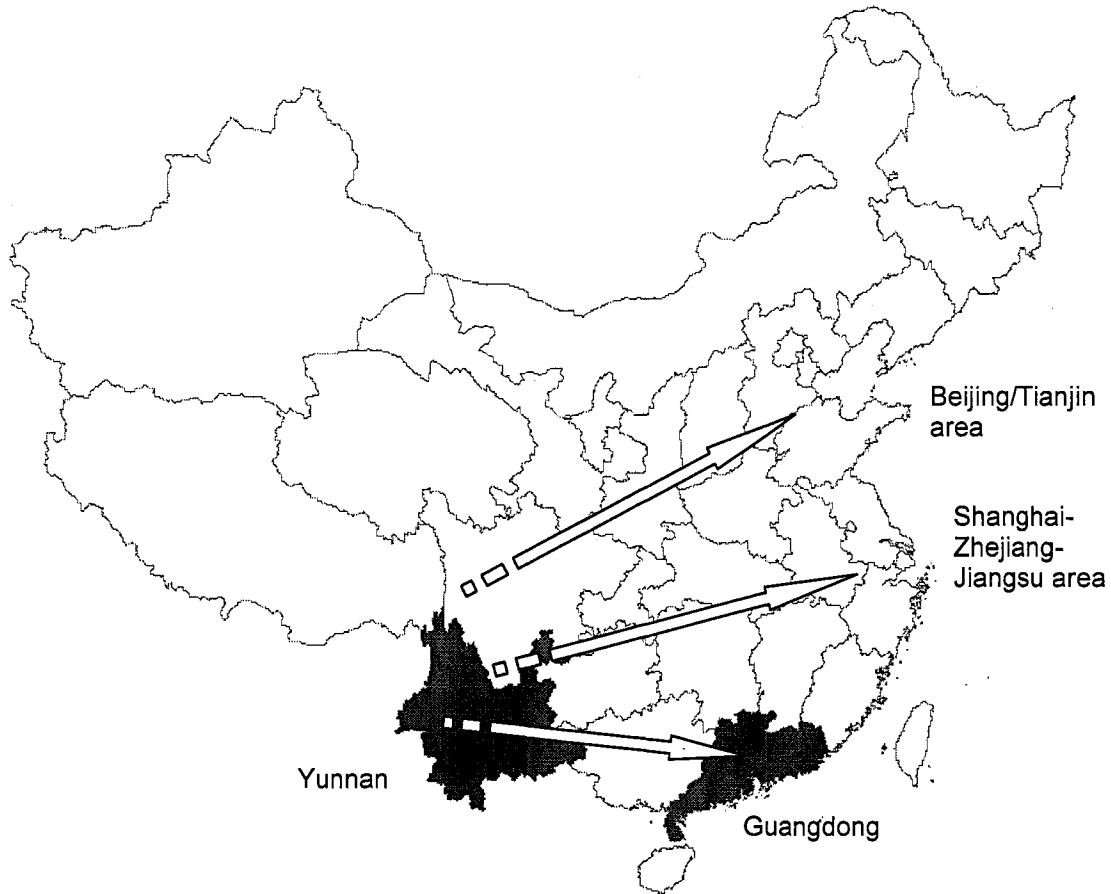 Beijing/Tianjin
area
Shanghai-
Zhejiang-
Jiangsu area
Yunnan
Guangdong